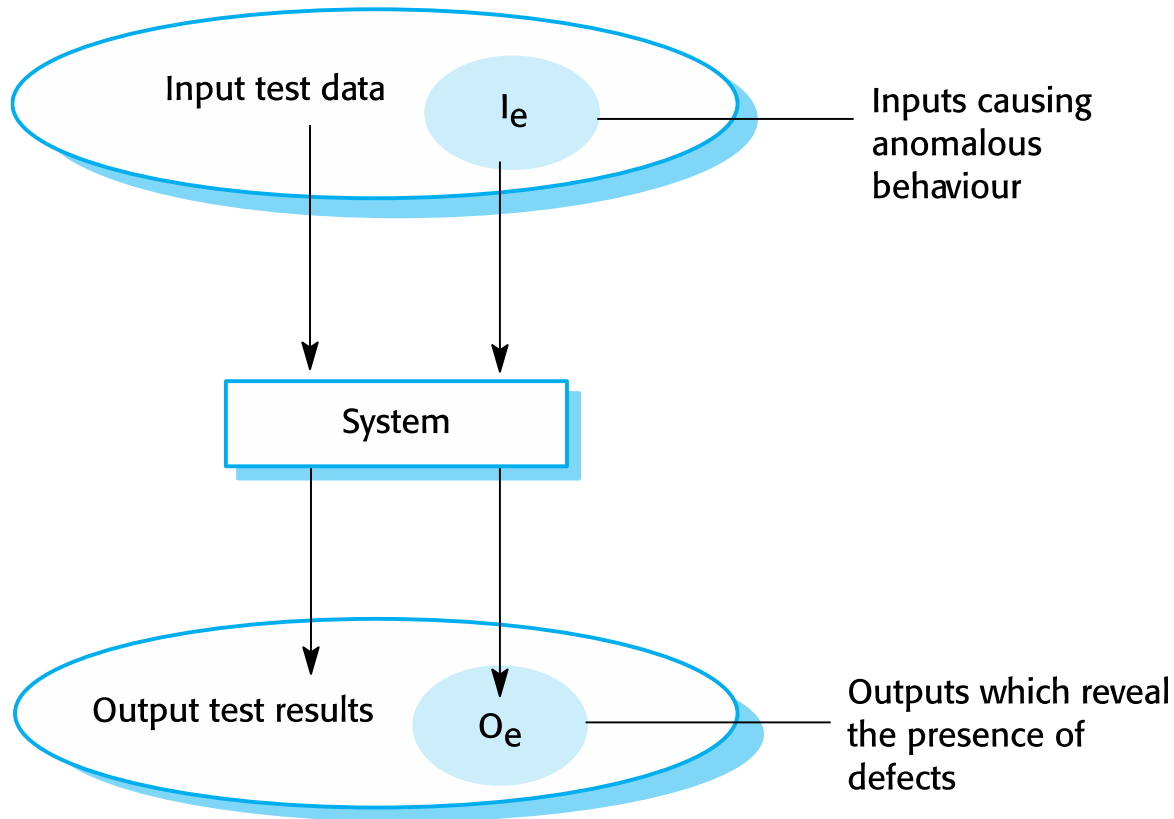 Input test data
Ie
Inputs causing
anomalous
behaviour
System
Output test results
Oe
Outputs which reveal
the presence of
defects